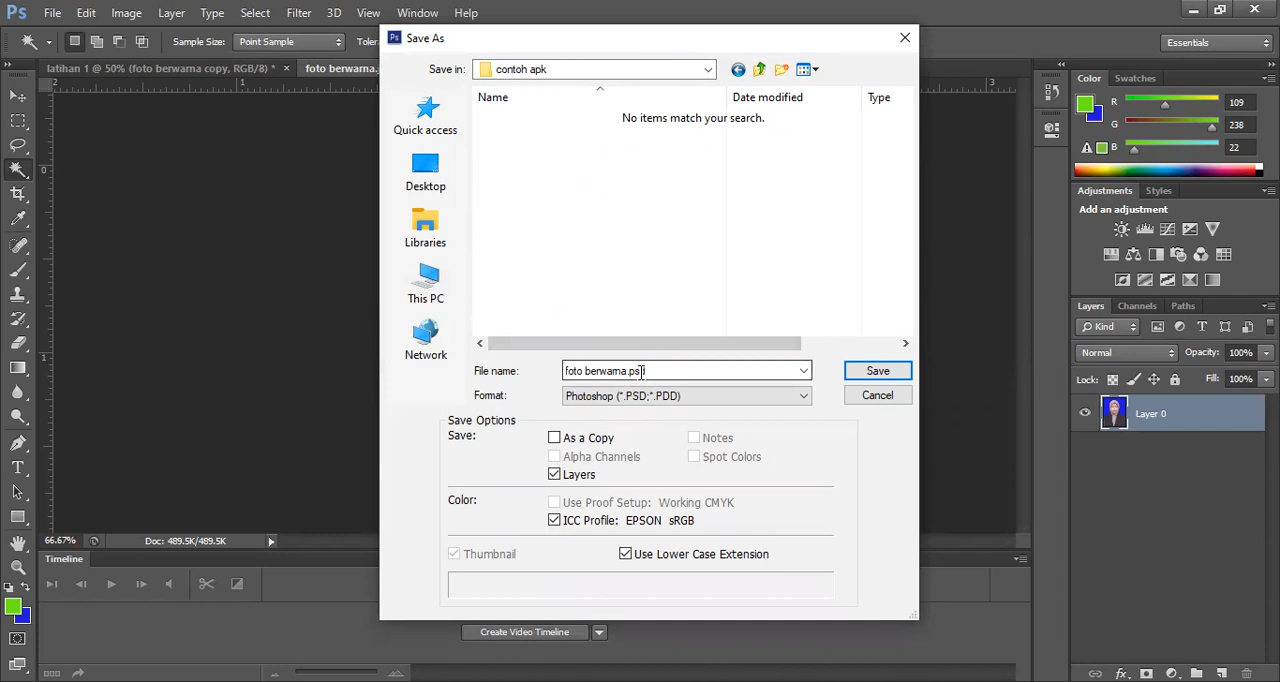 Ps File Edit Image Layer Type Select Filter 3D View Window Help
Sample Size: Point Sample
Essentials
latihan 1 @ 50% (foto berwarna copy, RGB/8) * ×
foto berwarna.
Save As
Save in: contoh apk
Name Date modified Type
No items match your search.
Quick access
Desktop
Libraries
This PC
Network
File name: foto berwarna.psd
Format: Photoshop (*.PSD;*.PDD)
Save
Cancel
Save Options
Save: As a Copy Notes
Alpha Channels Spot Colors
Layers
Color: Use Proof Setup: Working CMYK
ICC Profile: EPSON sRGB
Thumbnail Use Lower Case Extension
Color Swatches
R 109
G 238
B 22
Adjustments Styles
Add an adjustment
Layers Channels Paths
Kind
Normal Opacity: 100%
Lock: Fill: 100%
Layer 0
66.67% Doc: 489.5K/489.5K
Timeline
Create Video Timeline
2 1 3
0
1